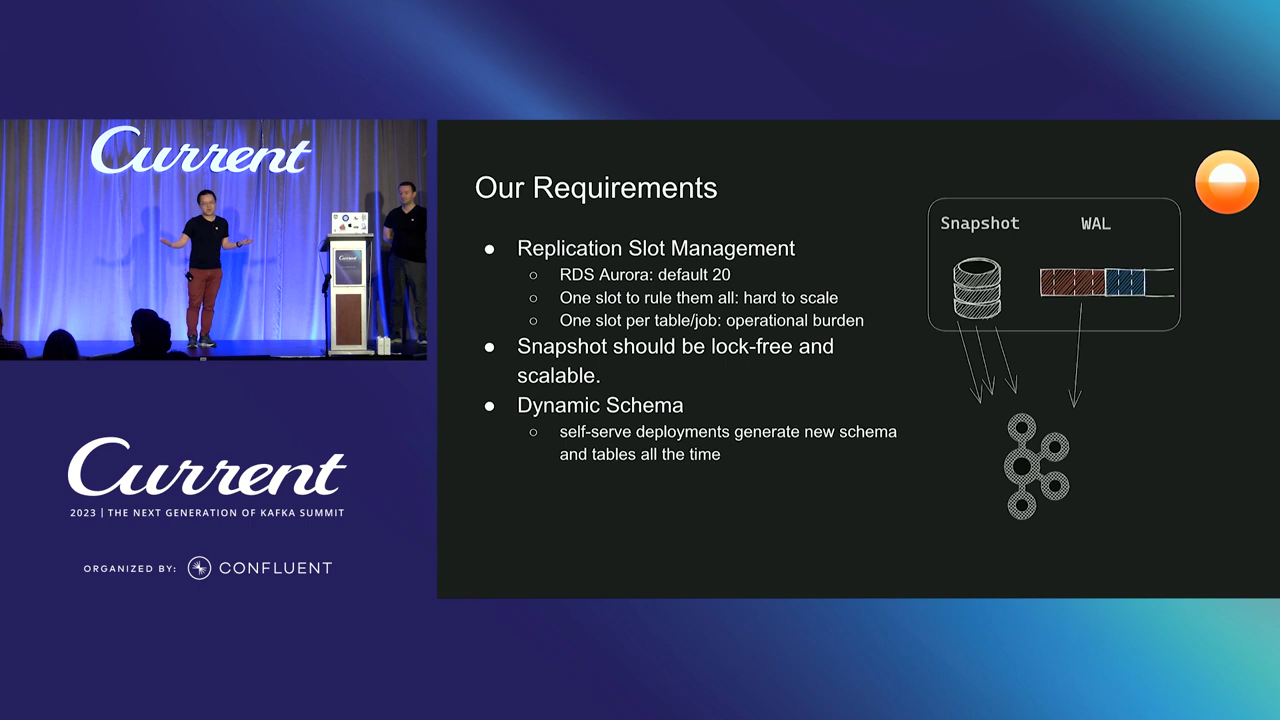 Current
Current
Current
2023 | THE NEXT GENERATION OF KAFKA SUMMIT
ORGANIZED BY: CONFLUENT
Our Requirements
● Replication Slot Management
○ RDS Aurora: default 20
○ One slot to rule them all: hard to scale
○ One slot per table/job: operational burden
● Snapshot should be lock-free and
scalable.
● Dynamic Schema
○ self-serve deployments generate new schema
and tables all the time
Snapshot WAL